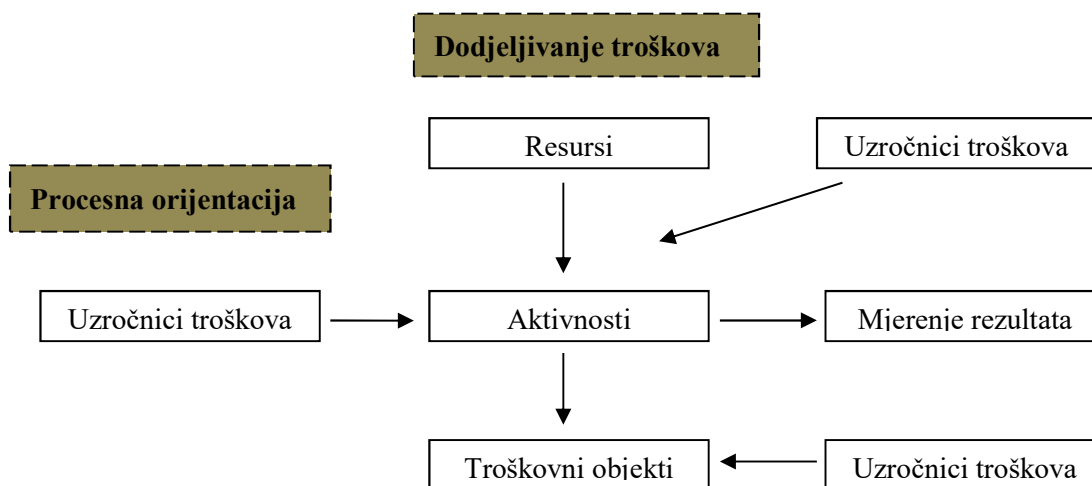 Dodjeljivanje troškova
Resursi
Uzročnici troškova
Procesna orijentacija
Uzročnici troškova
Aktivnosti
Mjerenje rezultata
Troškovni objekti
Uzročnici troškova